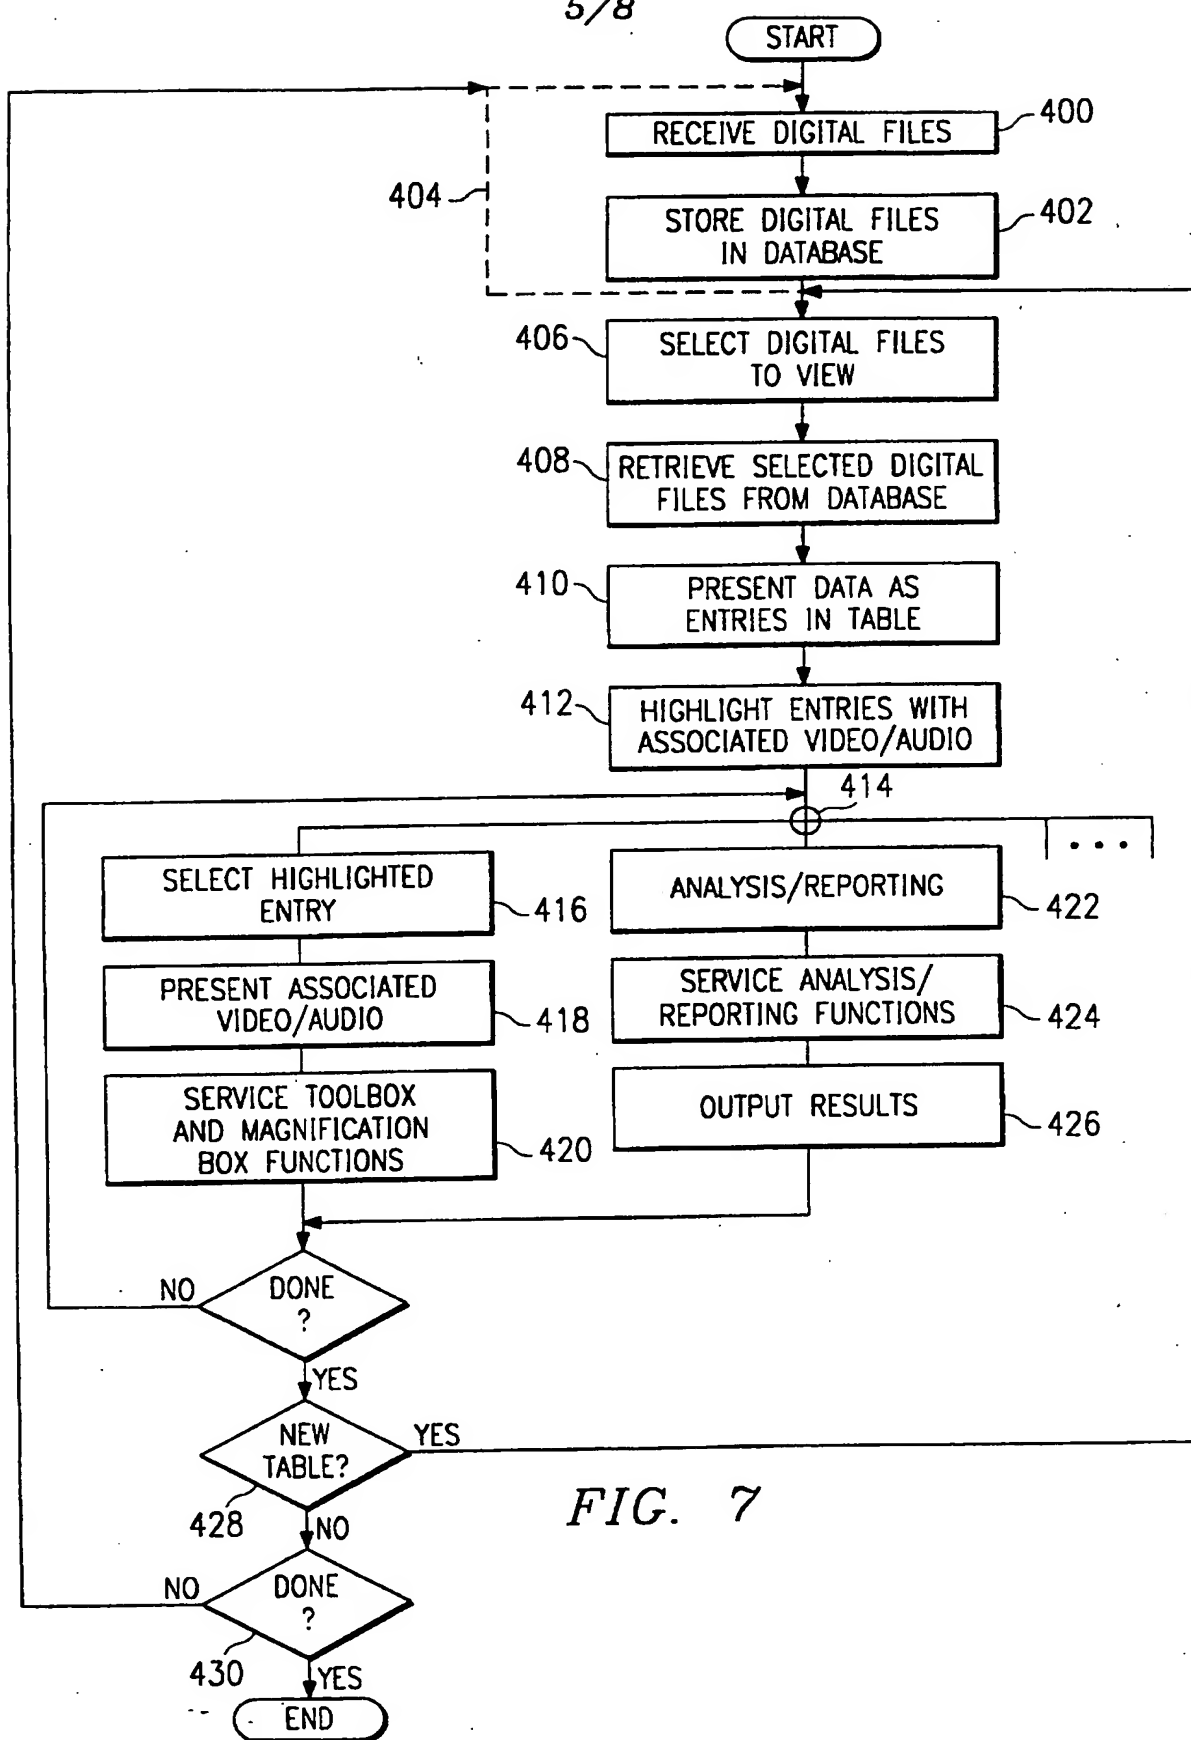 5/8
START
RECEIVE DIGITAL FILES
400
STORE DIGITAL FILES
IN DATABASE
402
404
406
SELECT DIGITAL FILES
TO VIEW
408
RETRIEVE SELECTED DIGITAL
FILES FROM DATABASE
410
PRESENT DATA AS
ENTRIES IN TABLE
412
HIGHLIGHT ENTRIES WITH
ASSOCIATED VIDEO/AUDIO
414
SELECT HIGHLIGHTED
ENTRY
416
ANALYSIS/REPORTING
422
...
PRESENT ASSOCIATED
VIDEO/AUDIO
418
SERVICE ANALYSIS/
REPORTING FUNCTIONS
424
SERVICE TOOLBOX
AND MAGNIFICATION
BOX FUNCTIONS
420
OUTPUT RESULTS
426
DONE
?
NO
YES
NEW
TABLE?
YES
428
NO
FIG. 7
DONE
?
NO
430
YES
END